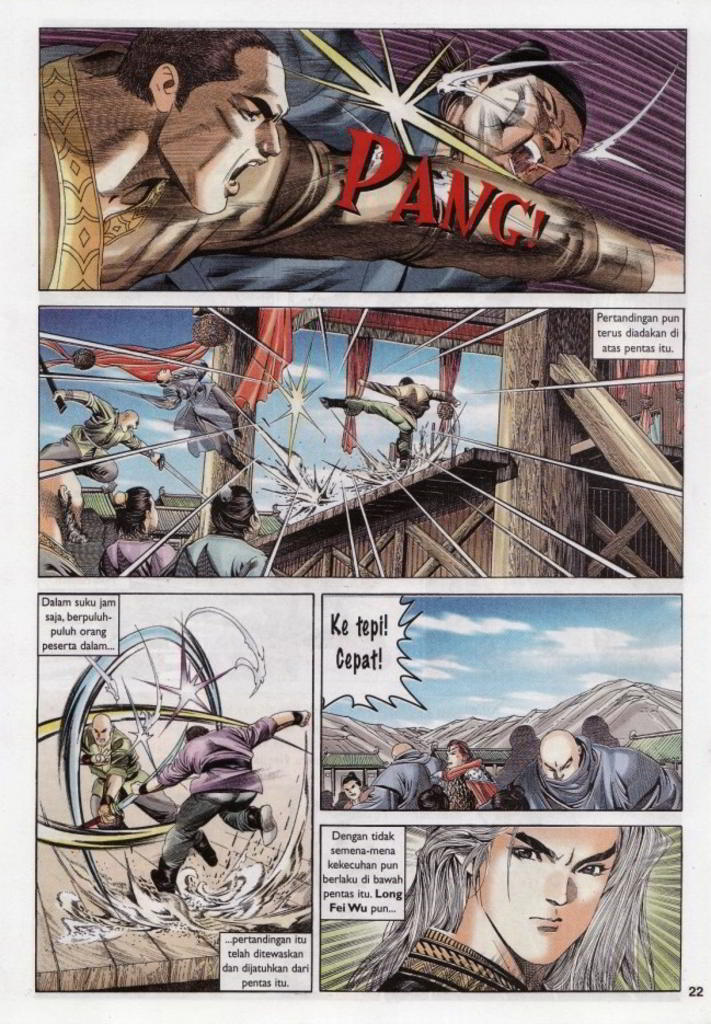 PANG!
Pertandingan pun
terus diadakan di
atas pentas itu.
Dalam suku jam
saja, berpuluh-
puluh orang
peserta dalam...
Ke tepi!
Cepat!
...pertandingan itu
telah ditewaskan
dan dijatuhkan dari
pentas itu.
Dengan tidak
semena-mena
kekecuhan pun
berlaku di bawah
pentas itu. Long
Fei Wu pun...
22